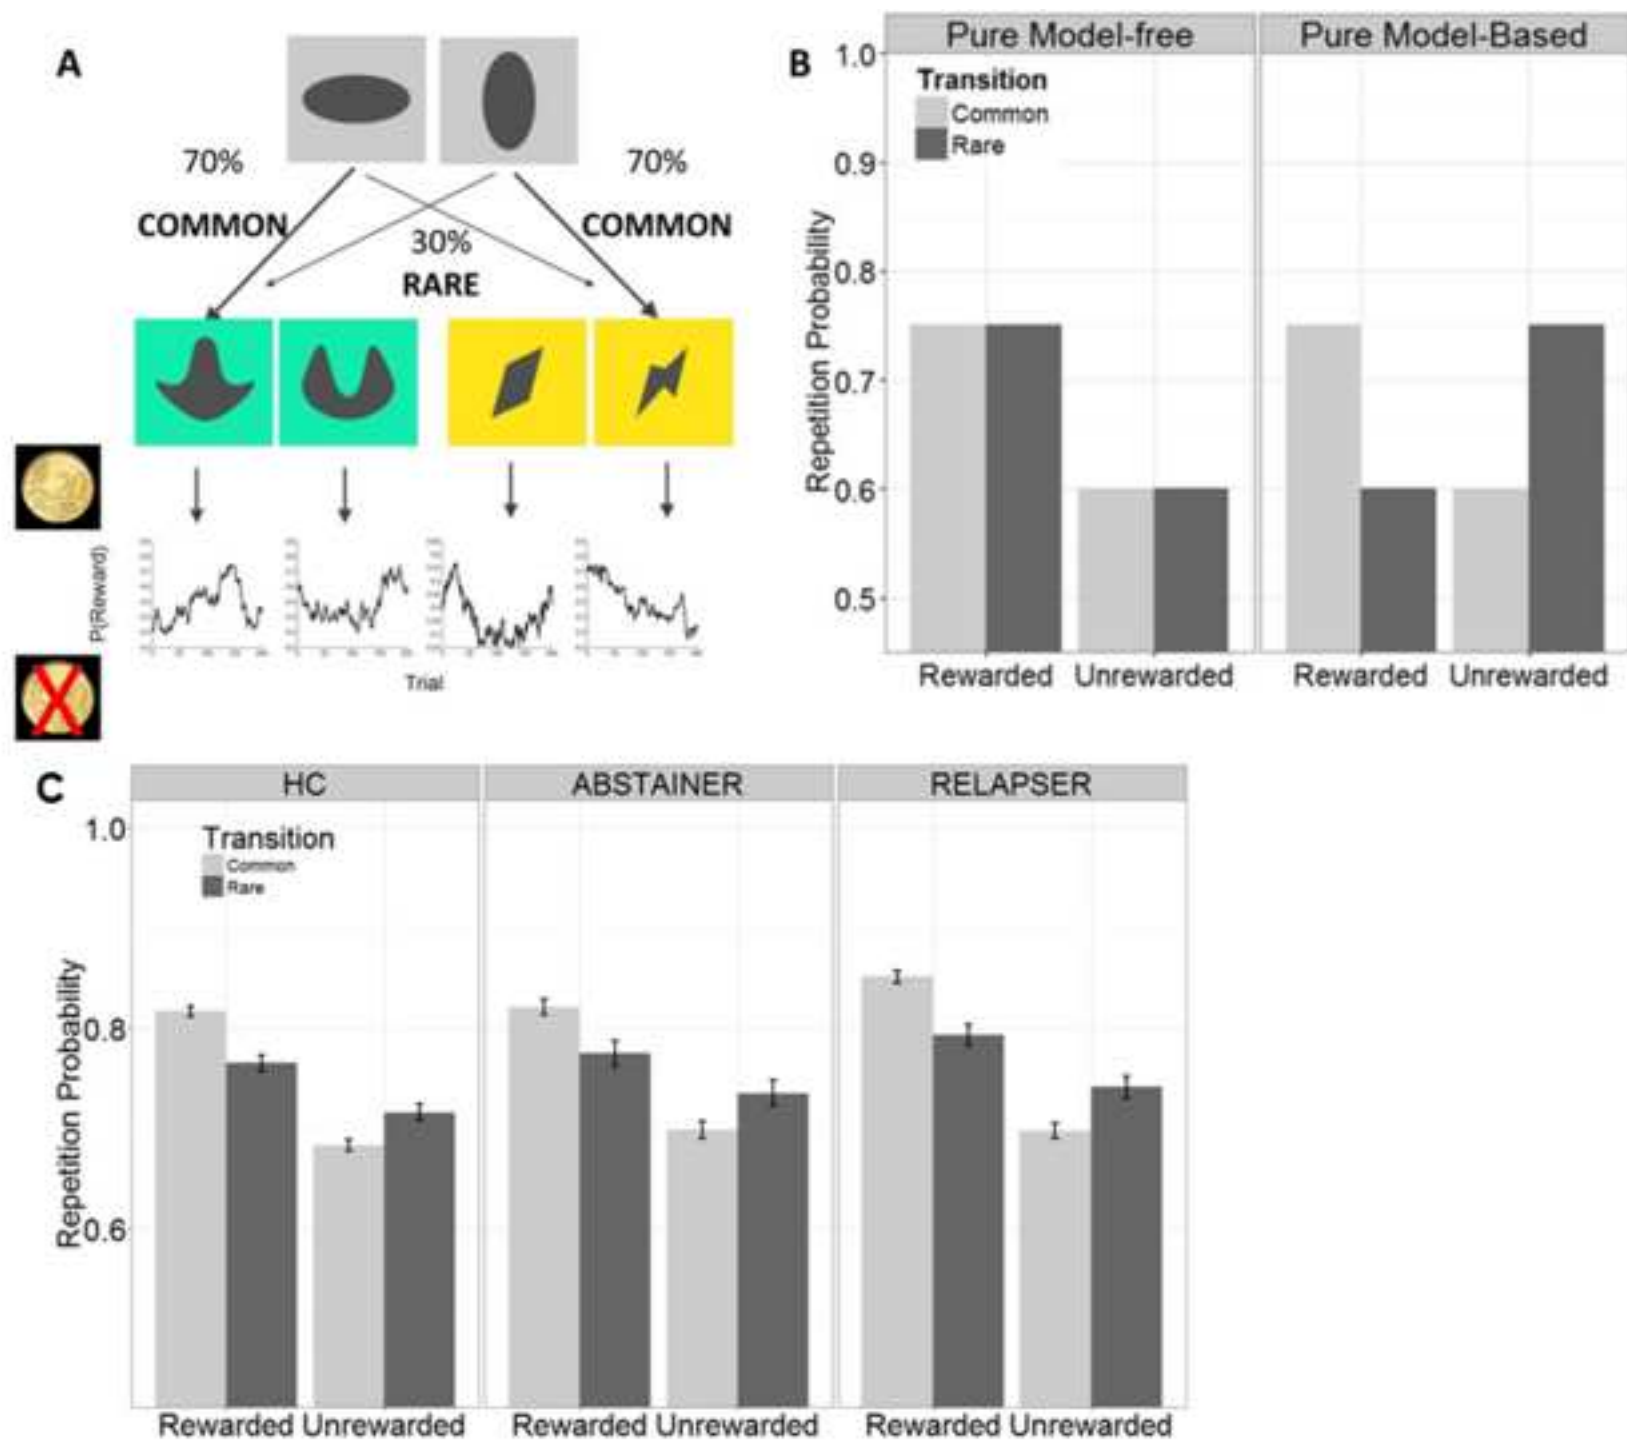 A
70%
70%
COMMON
COMMON
30%
RARE
P(Reward)
Trial
B
Pure Model-free
Pure Model-Based
Transition
Common
Rare
Repetition Probability
1.0
0.9
0.8
0.7
0.6
0.5
Rewarded
Unrewarded
Rewarded
Unrewarded
C
HC
ABSTAINER
RELAPSER
Transition
Common
Rare
Repetition Probability
1.0
0.8
0.6
Rewarded
Unrewarded
Rewarded
Unrewarded
Rewarded
Unrewarded